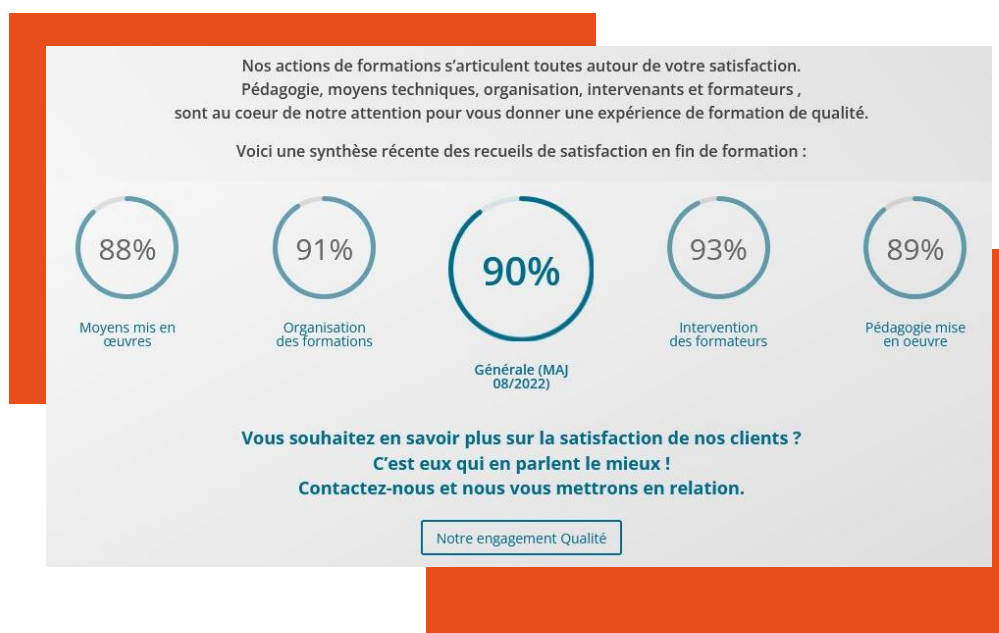 Nos actions de formations s’articulent toutes autour de votre satisfaction.
Pédagogie, moyens techniques, organisation, intervenants et formateurs ,
sont au coeur de notre attention pour vous donner une expérience de formation de qualité.
Voici une synthèse récente des recueils de satisfaction en fin de formation :
88%
Moyens mis en
œuvres
91%
Organisation
des formations
90%
Générale (MAJ
08/2022)
93%
Intervention
des formateurs
89%
Pédagogie mise
en oeuvre
Vous souhaitez en savoir plus sur la satisfaction de nos clients ?
C’est eux qui en parlent le mieux !
Contactez-nous et nous vous mettrons en relation.
Notre engagement Qualité